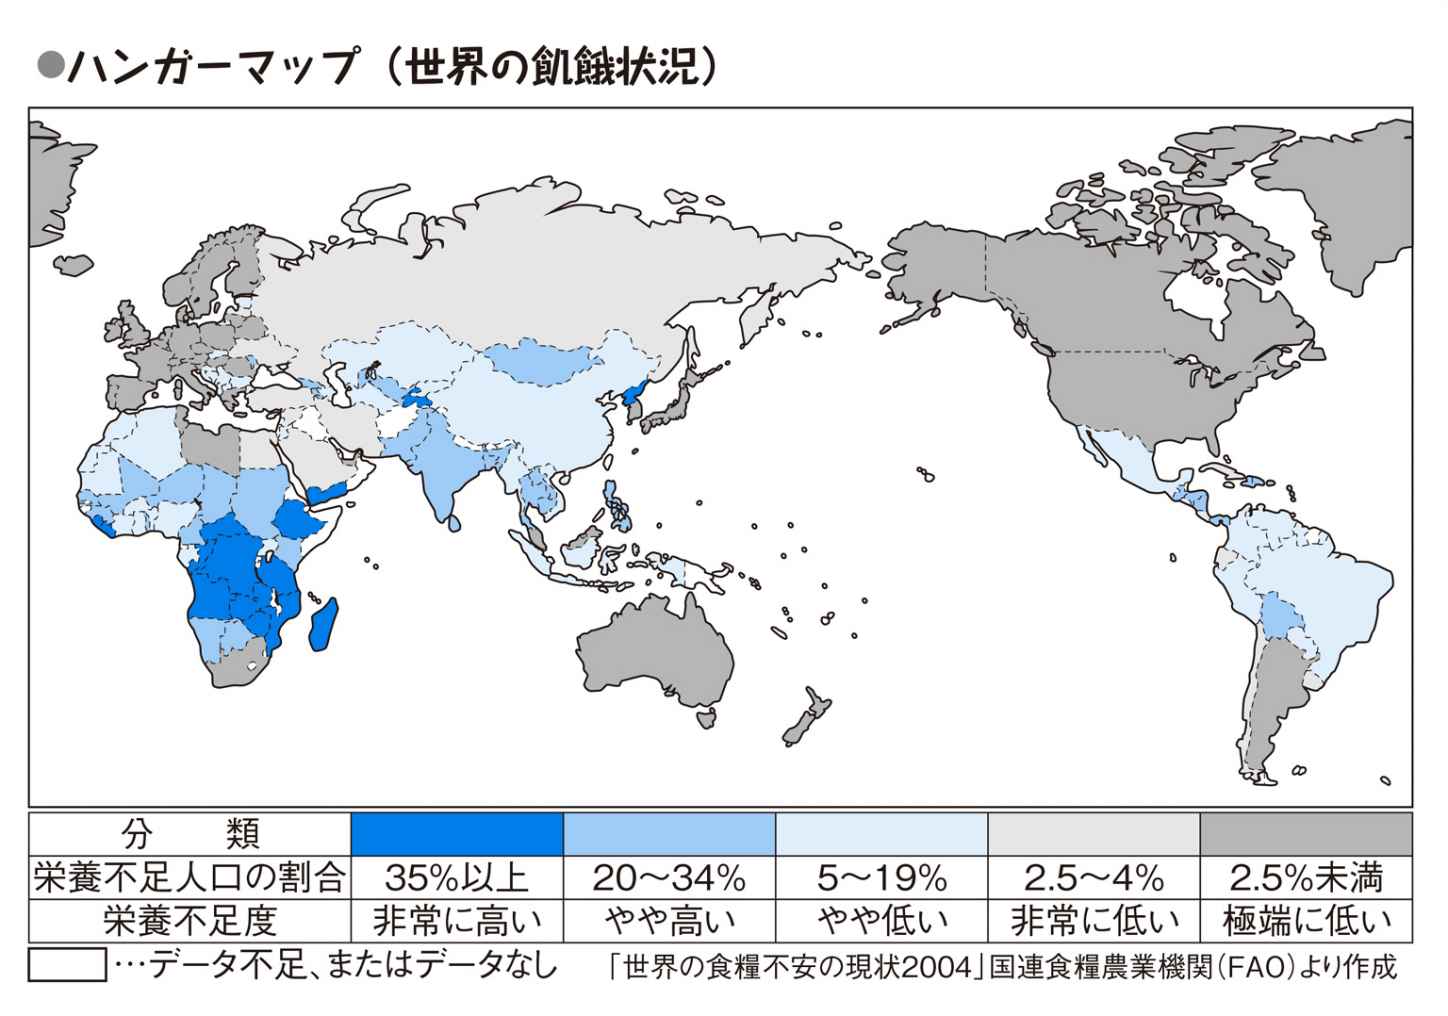 ●ハンガーマップ（世界の飢餓状況）
分　類
栄養不足人口の割合 35%以上 20〜34% 5〜19% 2.5〜4% 2.5%未満
栄養不足度 非常に高い やや高い やや低い 非常に低い 極端に低い
…データ不足、またはデータなし 「世界の食糧不安の現状2004」国連食糧農業機関（FAO）より作成